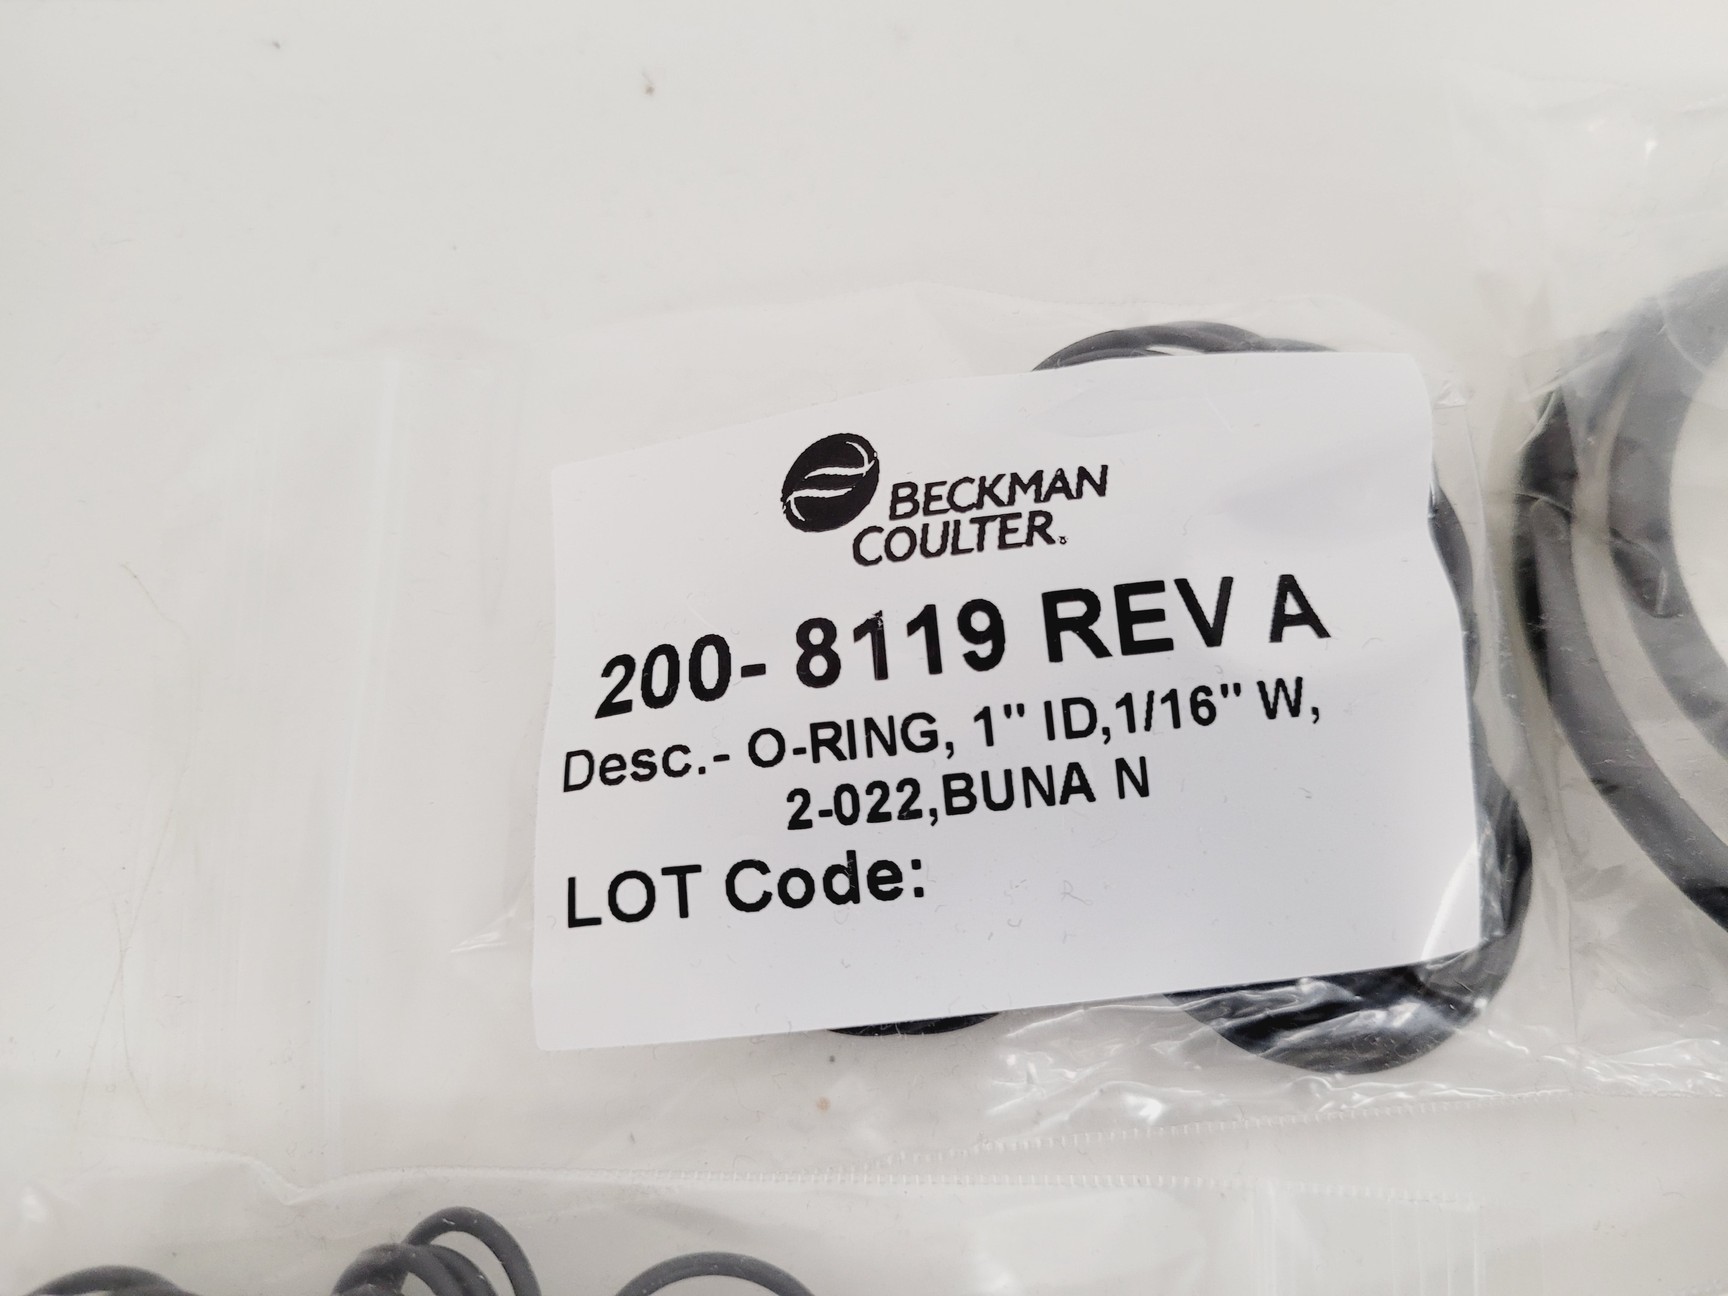 BECKMAN
COULTER.
200- 8119 REV A
Desc.- O-RING, 1" ID,1/16" W,
2-022,BUNA N
LOT Code: